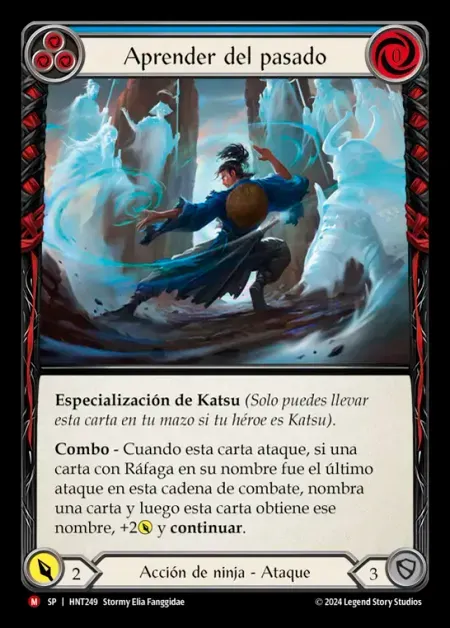 0
Aprender del pasado
Especialización de Katsu (Solo puedes llevar
esta carta en tu mazo si tu héroe es Katsu).
Combo - Cuando esta carta ataque, si una
carta con Ráfaga en su nombre fue el último
ataque en esta cadena de combate, nombra
una carta y luego esta carta obtiene ese
nombre, +2 y continuar.
2
Acción de ninja - Ataque
3
M SP | HNT249 Stormy Elia Fanggidae
© 2024 Legend Story Studios